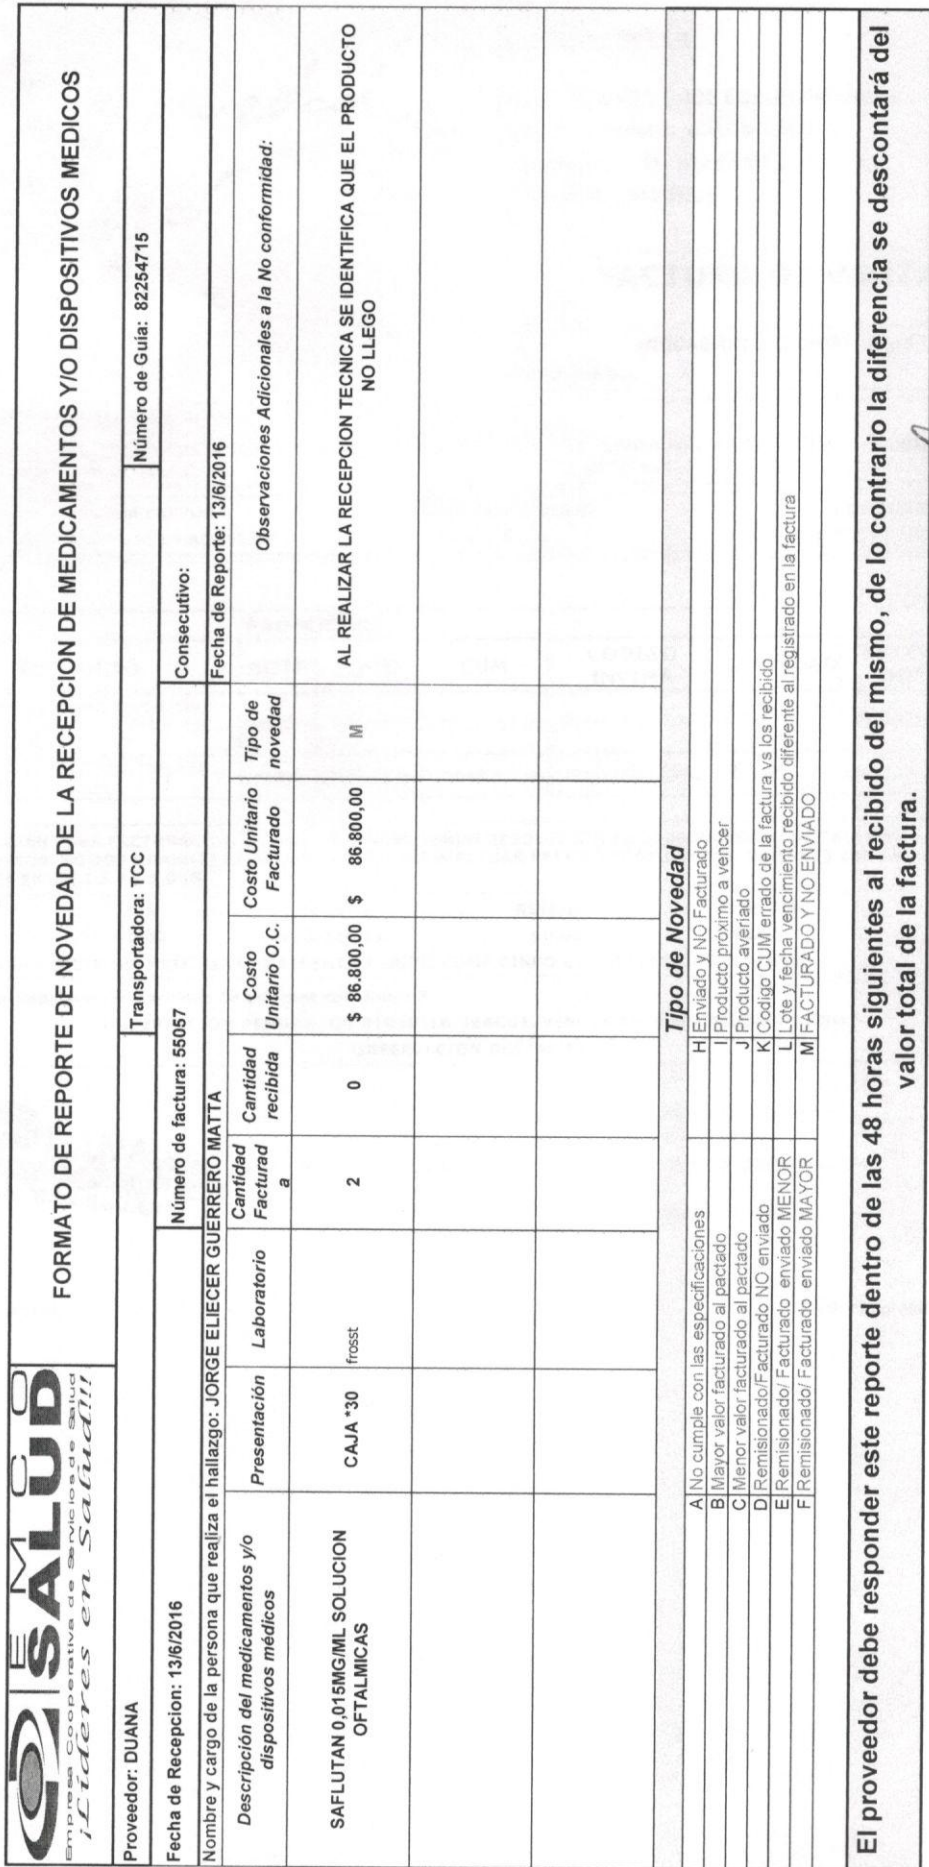 EMCO
SALUD
Empresa Cooperativa de Servicios de Salud
¡Líderes en Salud!!!
FORMATO DE REPORTE DE NOVEDAD DE LA RECEPCION DE MEDICAMENTOS Y/O DISPOSITIVOS MEDICOS
Proveedor: DUANA
Transportadora: TCC
Número de Guía: 82254715
Fecha de Recepcion: 13/6/2016
Número de factura: 55057
Consecutivo:
Nombre y cargo de la persona que realiza el hallazgo: JORGE ELIECER GUERRERO MATTA
Fecha de Reporte: 13/6/2016
Descripción del medicamentos y/o dispositivos médicos
Presentación
Laboratorio
Cantidad Facturad a
Cantidad recibida
Costo Unitario O.C.
Costo Unitario Facturado
Tipo de novedad
Observaciones Adicionales a la No conformidad:
SAFLUTAN 0,015MG/ML SOLUCION OFTALMICAS
CAJA *30
frosst
2
0
$ 86.800,00
$ 86.800,00
M
AL REALIZAR LA RECEPCION TECNICA SE IDENTIFICA QUE EL PRODUCTO NO LLEGO
Tipo de Novedad
A No cumple con las especificaciones
H Enviado y NO Facturado
B Mayor valor facturado al pactado
I Producto próximo a vencer
C Menor valor facturado al pactado
J Producto averiado
D Remisionado/Facturado NO enviado
K Codigo CUM errado de la factura vs los recibido
E Remisionado/ Facturado enviado MENOR
L Lote y fecha vencimiento recibido diferente al registrado en la factura
F Remisionado/ Facturado enviado MAYOR
M FACTURADO Y NO ENVIADO
El proveedor debe responder este reporte dentro de las 48 horas siguientes al recibido del mismo, de lo contrario la diferencia se descontará del
valor total de la factura.